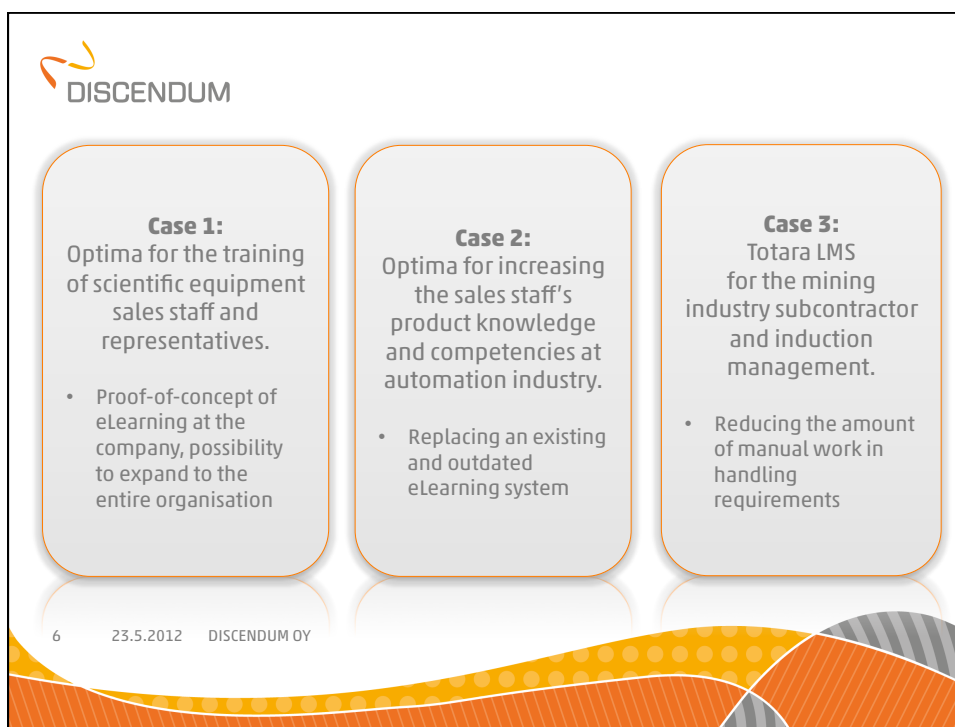 DISCENDUM
Case 1:
Optima for the training
of scientific equipment
sales staff and
representatives.
• Proof-of-concept of
eLearning at the
company, possibility
to expand to the
entire organisation
Case 2:
Optima for increasing
the sales staff's
product knowledge
and competencies at
automation industry.
• Replacing an existing
and outdated
eLearning system
Case 3:
Totara LMS
for the mining
industry subcontractor
and induction
management.
• Reducing the amount
of manual work in
handling
requirements
6 23.5.2012 DISCENDUM OY